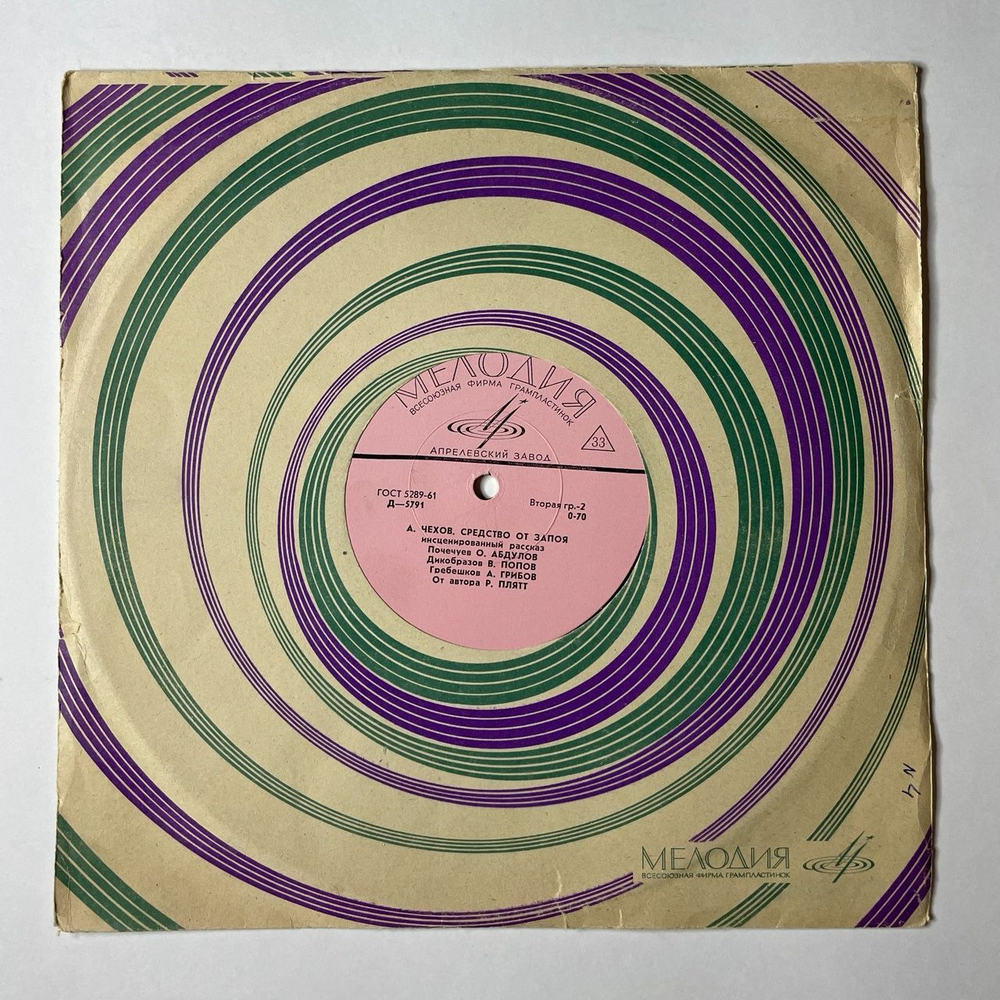 МЕЛОДИЯ
ВСЕСОЮЗНАЯ ФИРМА ГРАМПЛАСТИНОК
33
АПРЕЛЕВСКИЙ ЗАВОД
ГОСТ 5289-61
Д—5791
Вторая гр.-2
0-70
А. ЧЕХОВ. СРЕДСТВО ОТ ЗАПОЯ
инсценированный рассказ
Почечуев О. АБДУЛОВ
Дикобразов В. ПОПОВ
Гребешков А. ГРИБОВ
От автора Р. ПЛЯТТ
МЕЛОДИЯ
ВСЕСОЮЗНАЯ ФИРМА ГРАМПЛАСТИНОК